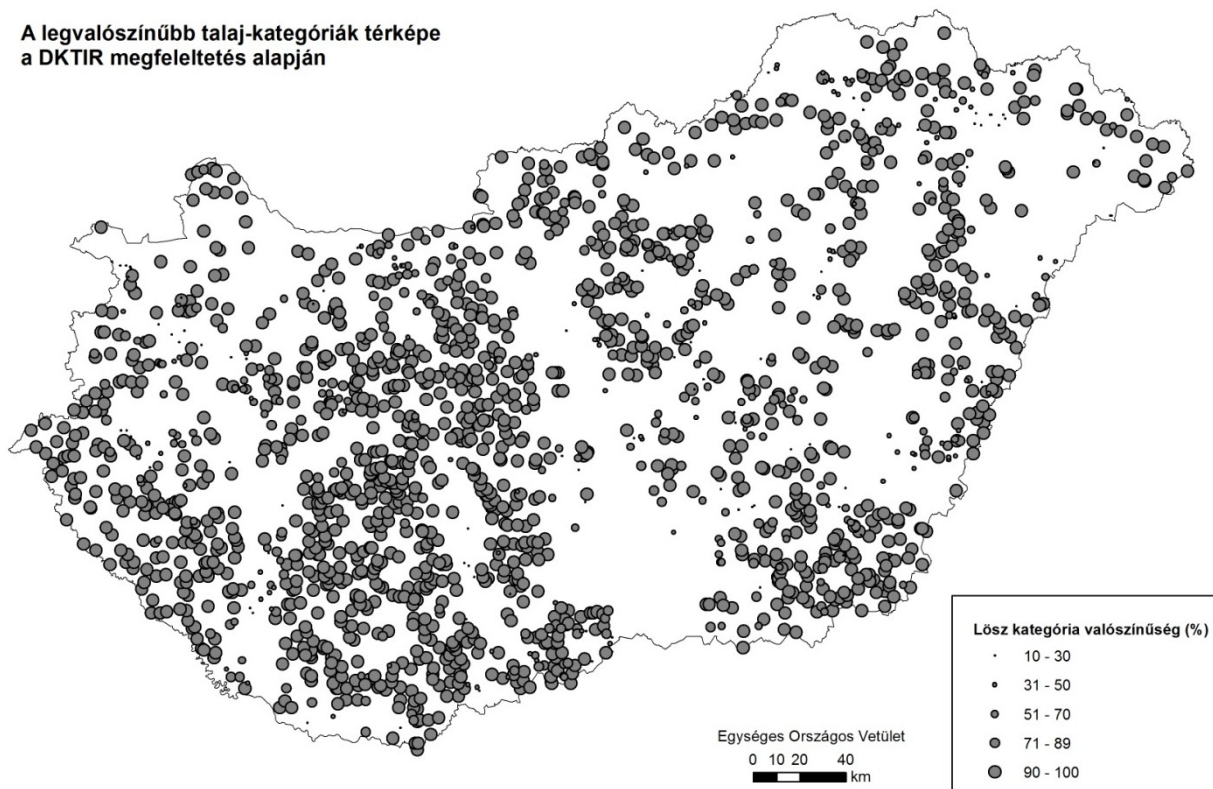 A legvalószínűbb talaj-kategóriák térképe
a DKTIR megfeleltetés alapján
Lösz kategória valószínűség (%)
10 - 30
31 - 50
51 - 70
71 - 89
90 - 100
Egységes Országos Vetület
0 10 20 40
km